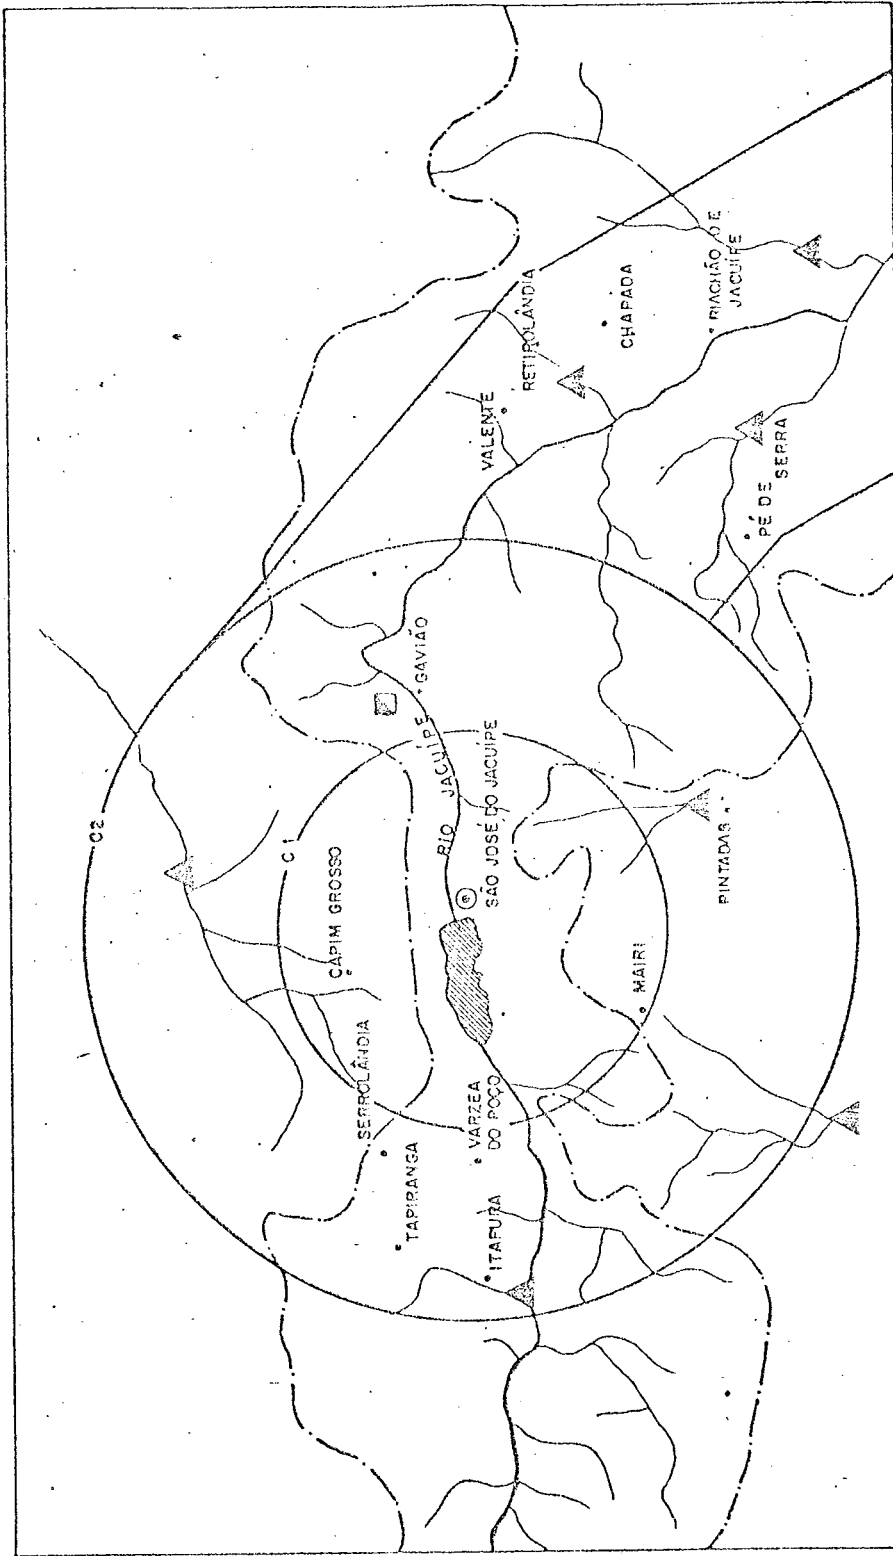 C2
C1
CAPIM GROSSO
SERROLÂNDIA
TAPIRANGA
VARZEA
DO POÇO
ITAPURA
RIO JACUÍPE
GAVIÃO
SÃO JOSÉ DO JACUÍPE
MAIRI
PINTADAS
VALENTE
RETIROLÂNDIA
CHAPADA
RIACHÃO DE
JACUÍPE
PÉ DE
SERRA